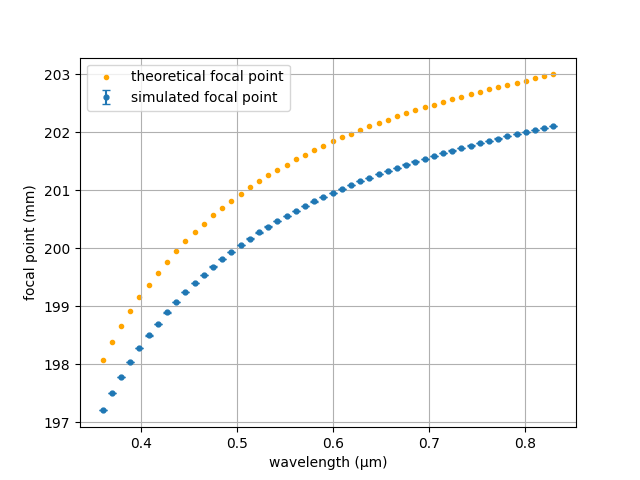 theoretical focal point
simulated focal point
203
202
201
200
199
198
197
focal point (mm)
0.4 0.5 0.6 0.7 0.8
wavelength (μm)